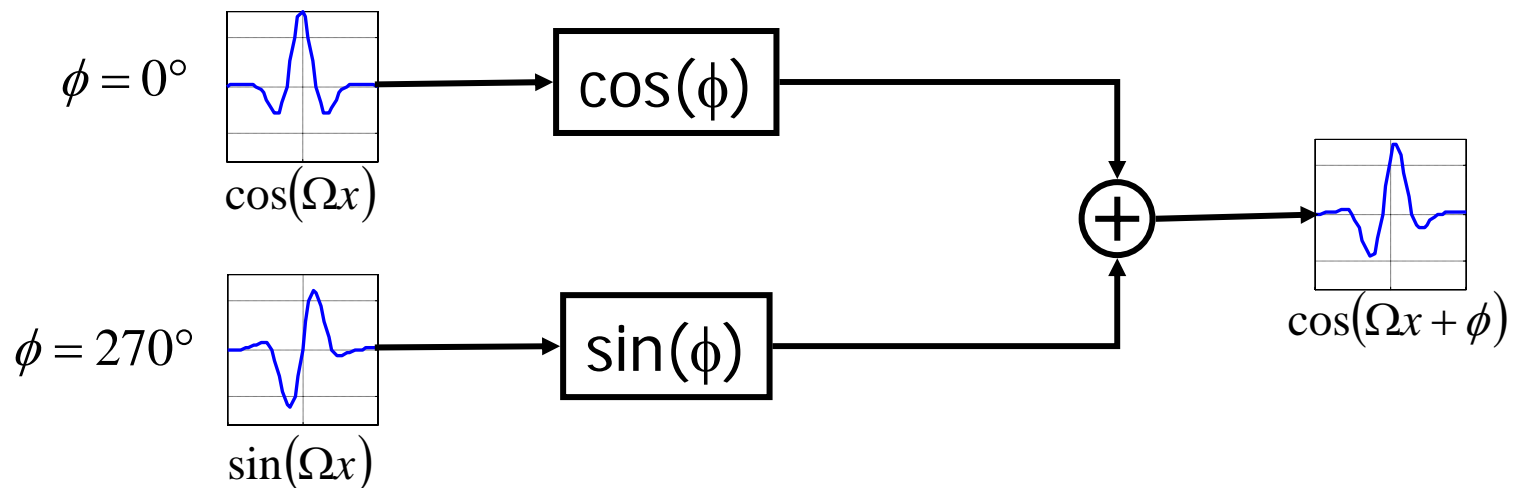 ϕ = 0°
cos(Ωx)
cos(ϕ)
ϕ = 270°
sin(Ωx)
sin(ϕ)
+
cos(Ωx + ϕ)